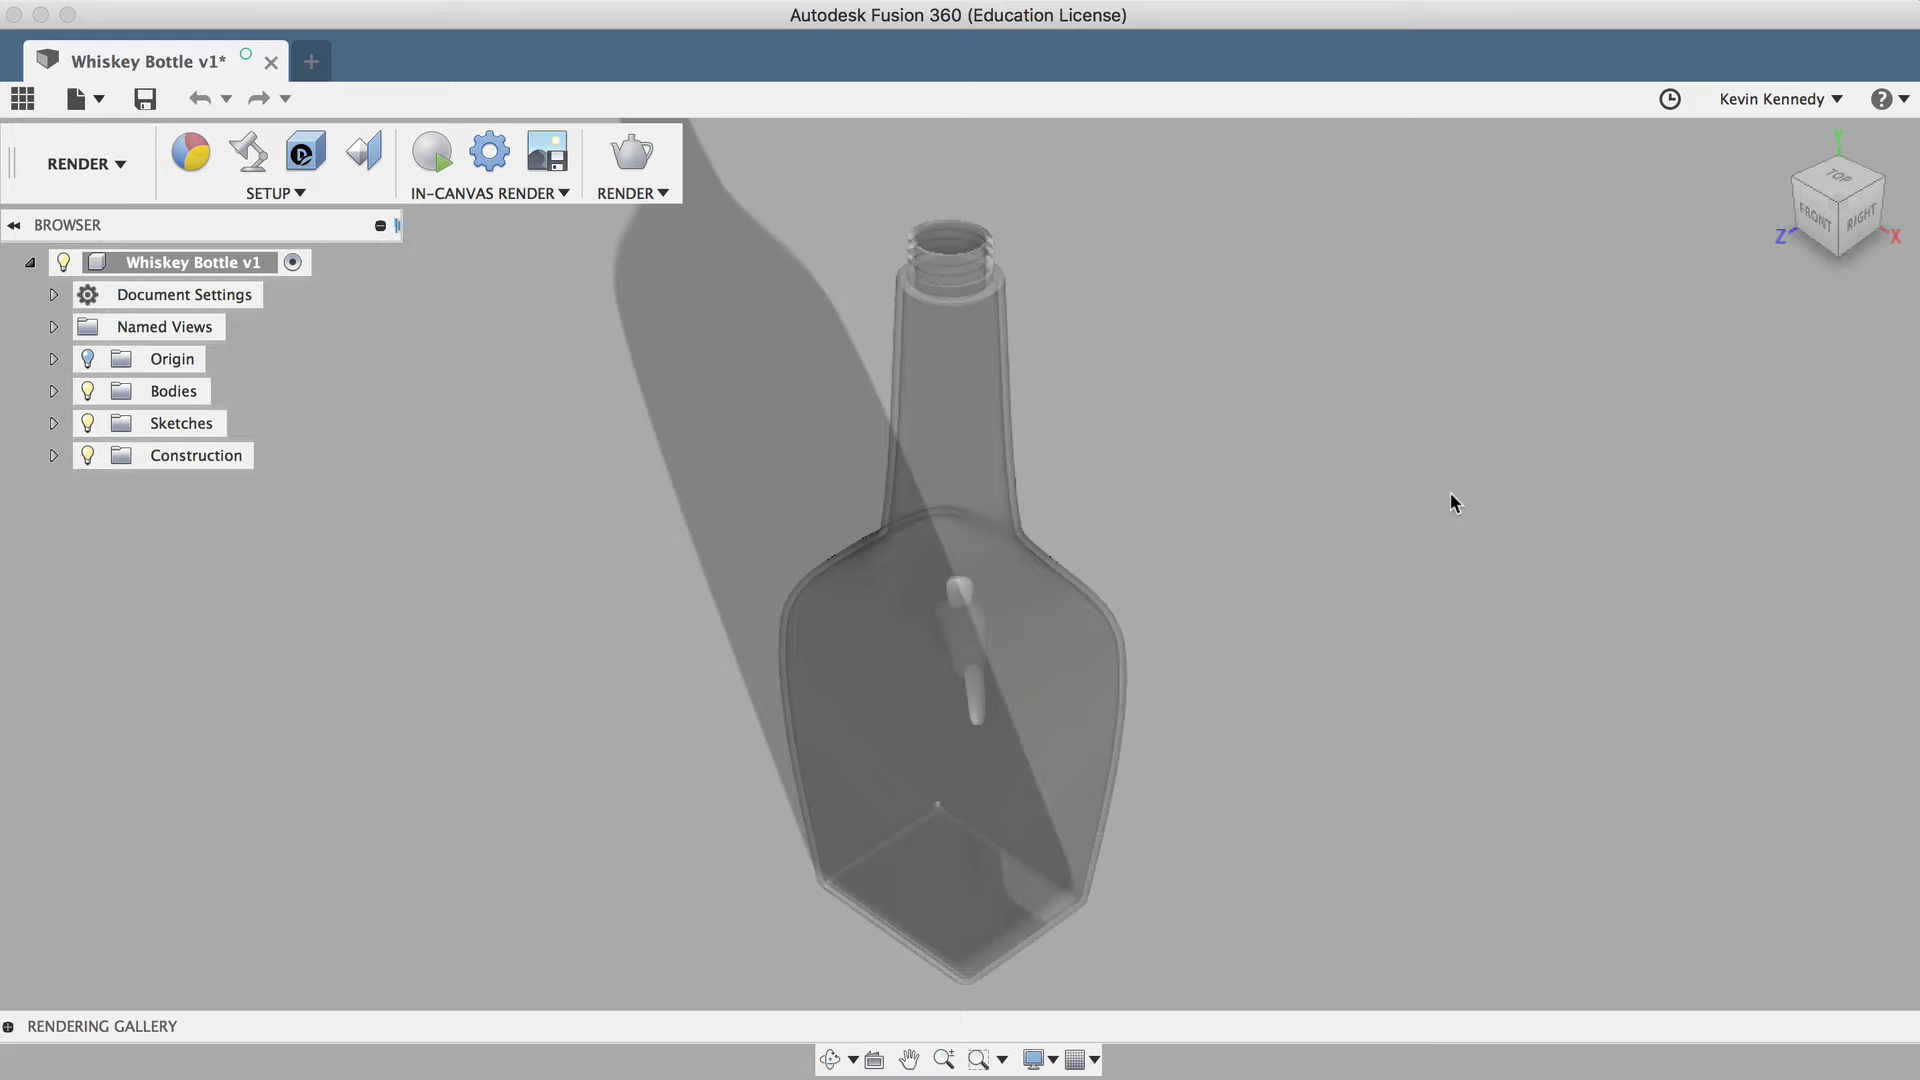 Autodesk Fusion 360 (Education License)
Whiskey Bottle v1*
Kevin Kennedy
RENDER
SETUP
IN-CANVAS RENDER
RENDER
BROWSER
Whiskey Bottle v1
Document Settings
Named Views
Origin
Bodies
Sketches
Construction
Y
TOP
FRONT
RIGHT
Z
X
RENDERING GALLERY